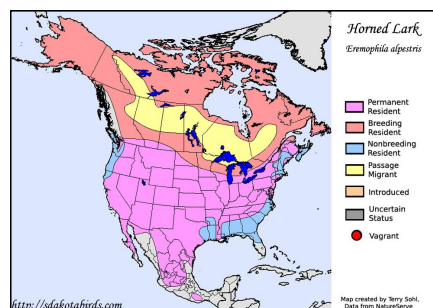 Horned Lark
Eremophila alpestris
Permanent
Resident
Breeding
Resident
Nonbreeding
Resident
Passage
Migrant
Introduced
Uncertain
Status
Vagrant
http://sdakotabirds.com
Map created by Terry Sohl,
Data from NatureServe